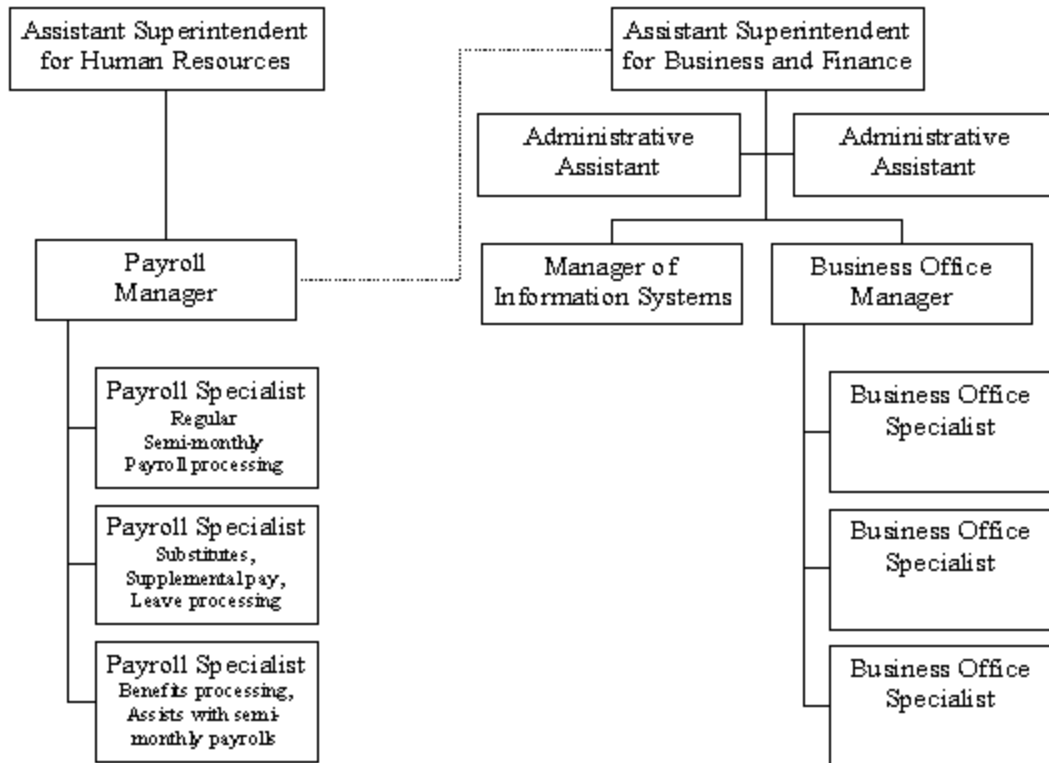 Assistant Superintendent
for Human Resources
Assistant Superintendent
for Business and Finance
Administrative
Assistant
Administrative
Assistant
Payroll
Manager
Manager of
Information Systems
Business Office
Manager
Payroll Specialist
Regular
Semi-monthly
Payroll processing
Payroll Specialist
Substitutes,
Supplemental pay,
Leave processing
Payroll Specialist
Benefits processing,
Assists with semi-
monthly payrolls
Business Office
Specialist
Business Office
Specialist
Business Office
Specialist